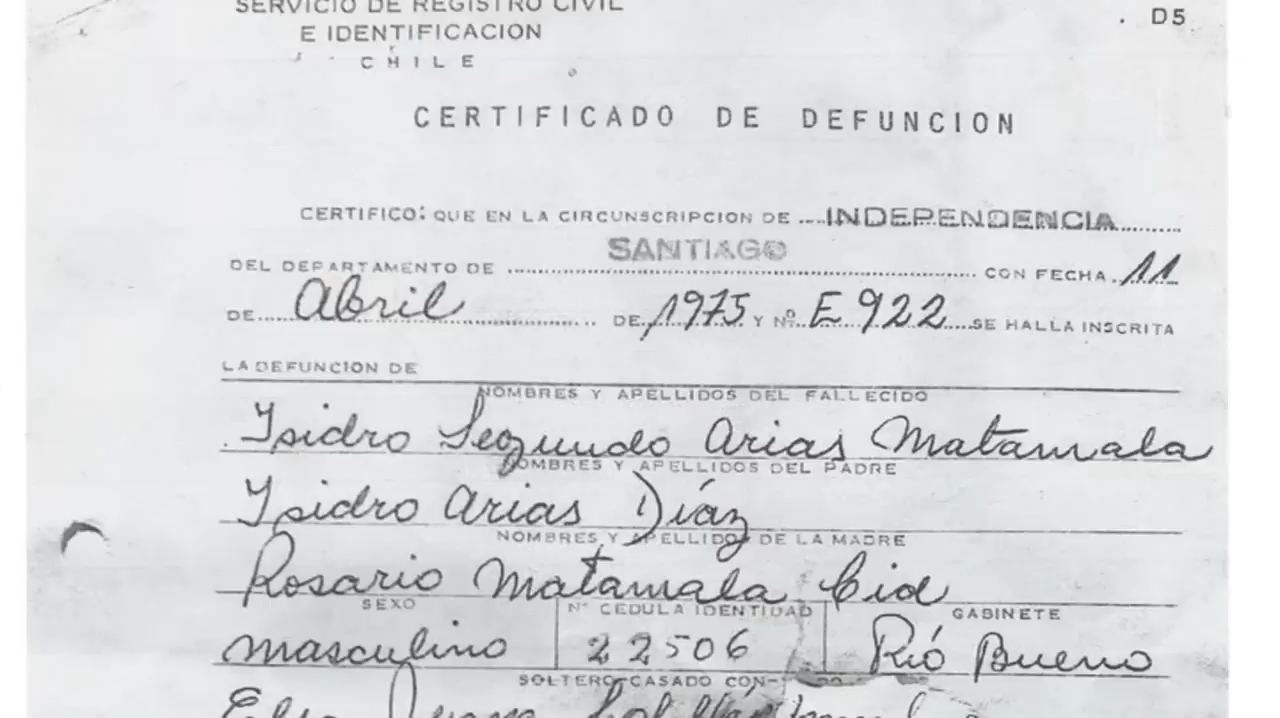 SERVICIO DE REGISTRO CIVIL
E IDENTIFICACION
CHILE
D5
CERTIFICADO DE DEFUNCION
CERTIFICO: QUE EN LA CIRCUNSCRIPCION DE INDEPENDENCIA
DEL DEPARTAMENTO DE SANTIAGO CON FECHA 11
DE Abril DE 1975 Y Nº E 922 SE HALLA INSCRITA
LA DEFUNCION DE
NOMBRES Y APELLIDOS DEL FALLECIDO
Isidro Segundo Arias Matamala
NOMBRES Y APELLIDOS DEL PADRE
Isidro Arias Díaz
NOMBRES Y APELLIDOS DE LA MADRE
Rosario Matamala Cid
SEXO Nº CEDULA IDENTIDAD GABINETE
masculino 22506 Río Bueno
SOLTERO-CASADO CON-